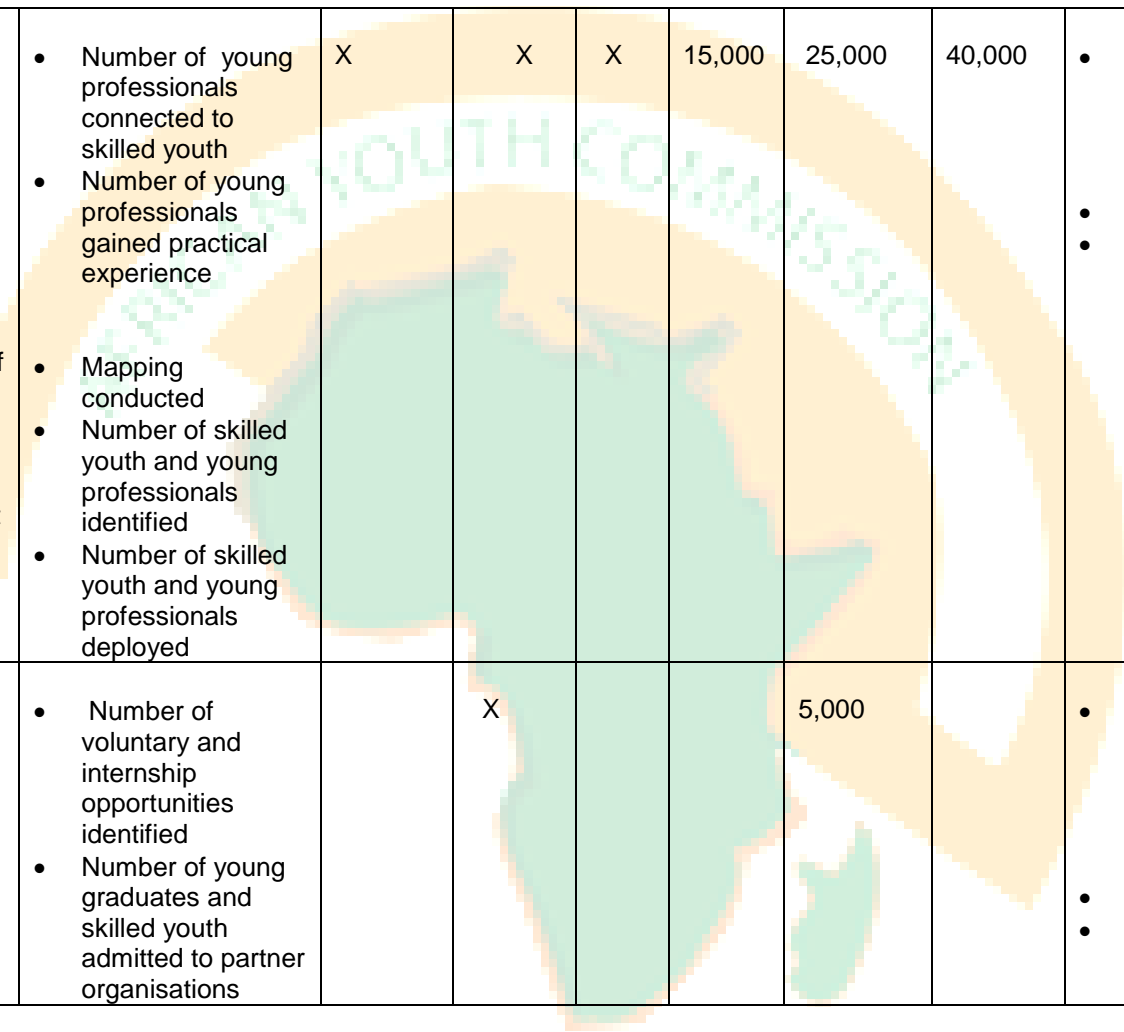 • Number of young X X X 15,000 25,000 40,000 •
professionals
connected to
skilled youth
• Number of young
professionals •
gained practical •
experience
f • Mapping
conducted
• Number of skilled
youth and young
professionals
identified
• Number of skilled
youth and young
professionals
deployed
• Number of X 5,000 •
voluntary and
internship
opportunities
identified
• Number of young
graduates and •
skilled youth •
admitted to partner
organisations
AFRICAN YOUTH COMMISSION